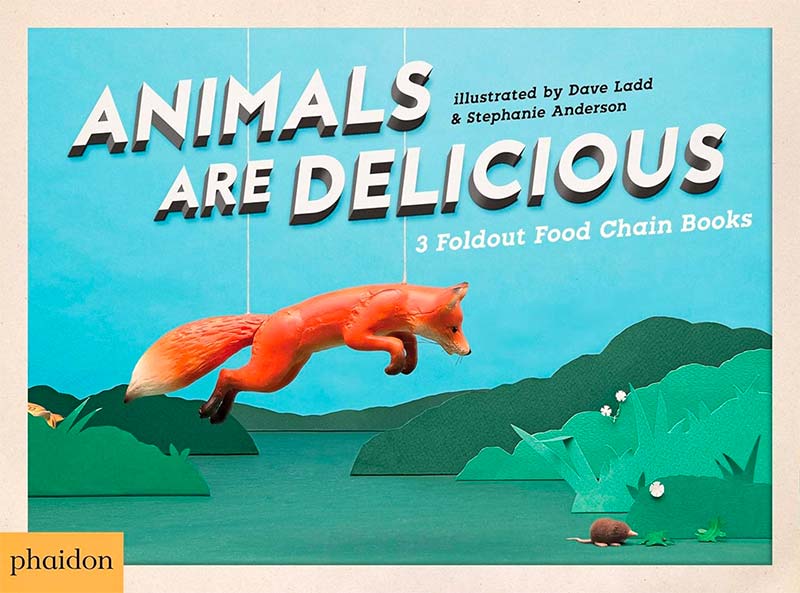 ANIMALS
ARE DELICIOUS
illustrated by Dave Ladd
& Stephanie Anderson
3 Foldout Food Chain Books
phaidon